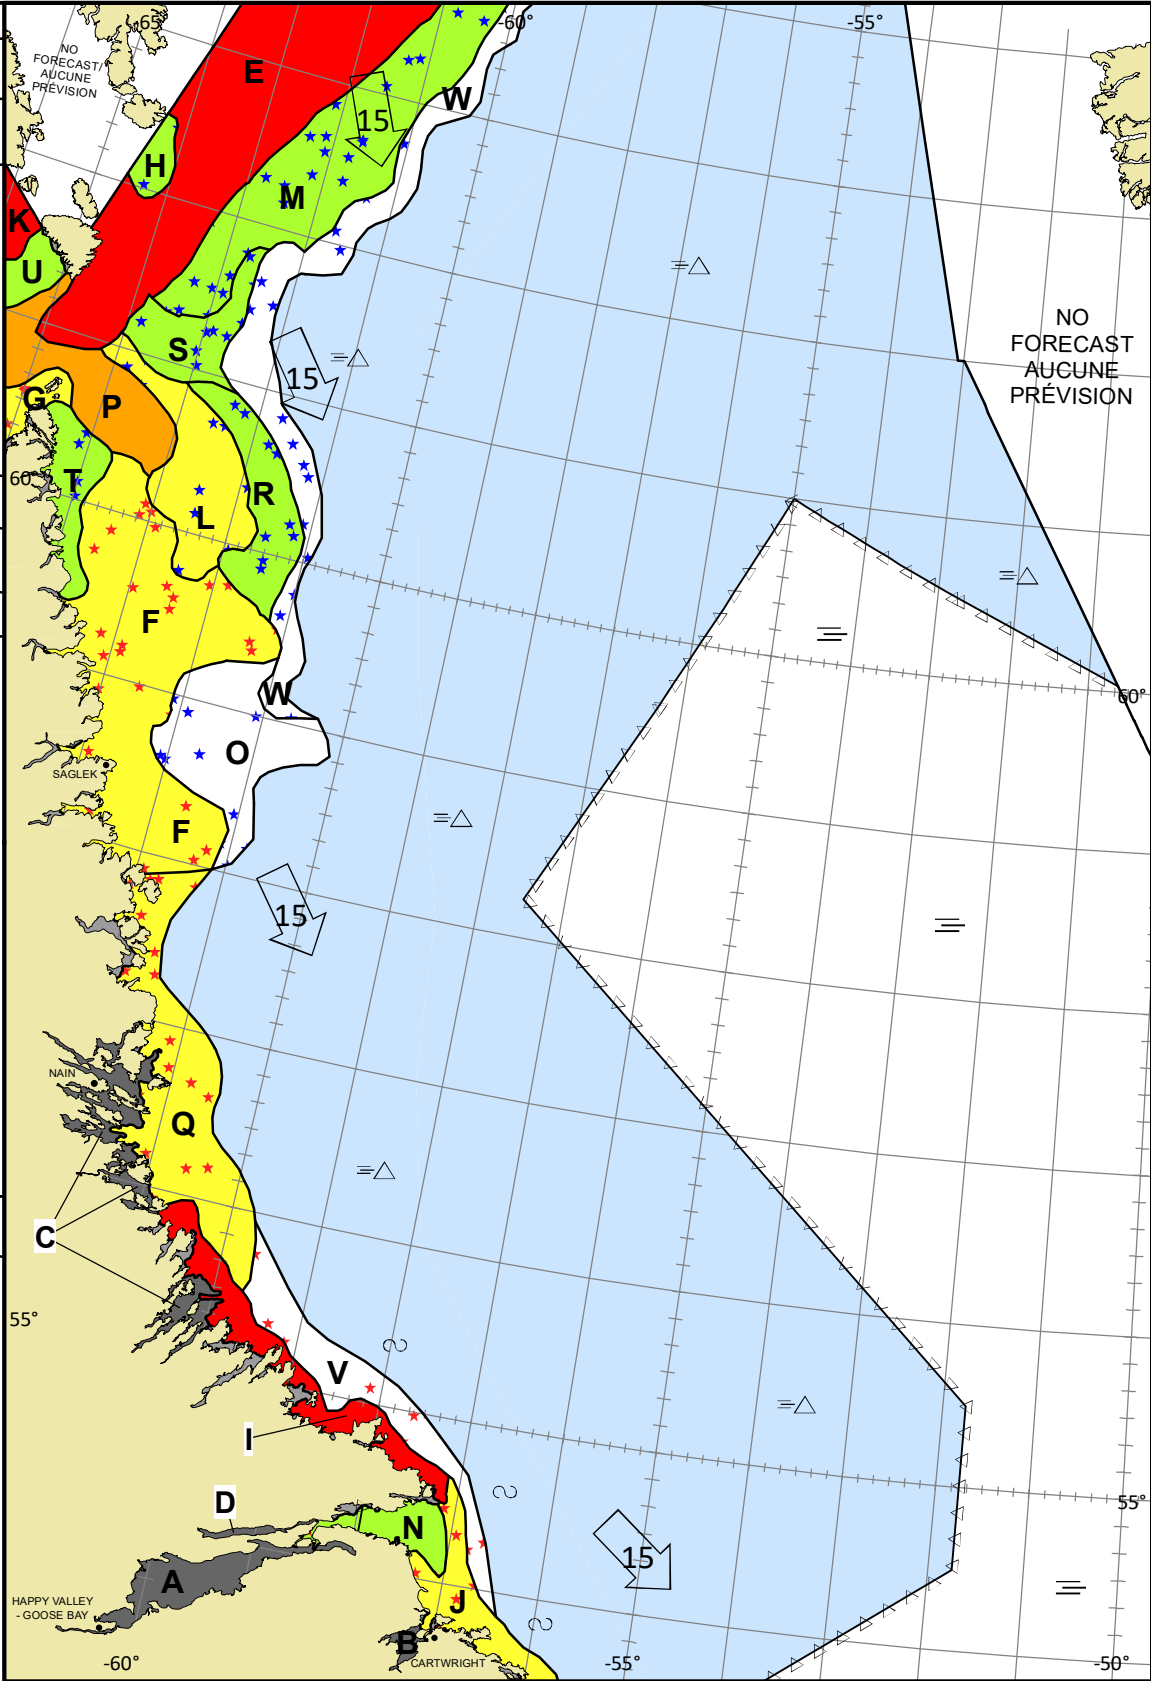 65°
-60°
-55°
NO
FORECAST/
AUCUNE
PRÉVISION
E
W
15
H
M
K
U
S
NO
FORECAST
AUCUNE
PRÉVISION
15
G
P
60°
T
R
L
F
60°
W
O
SAGLEK
F
15
NAIN
Q
C
55°
V
I
D
N
55°
15
A
HAPPY VALLEY
- GOOSE BAY
J
B
CARTWRIGHT
-60°
-55°
-50°